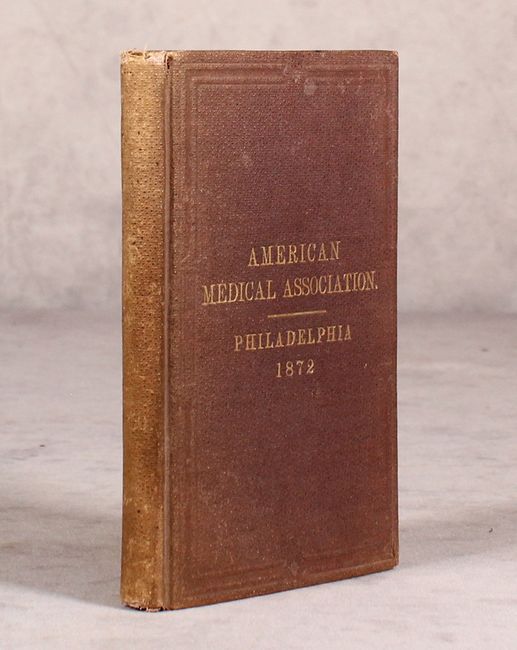 AMERICAN
MEDICAL ASSOCIATION.
PHILADELPHIA
1872